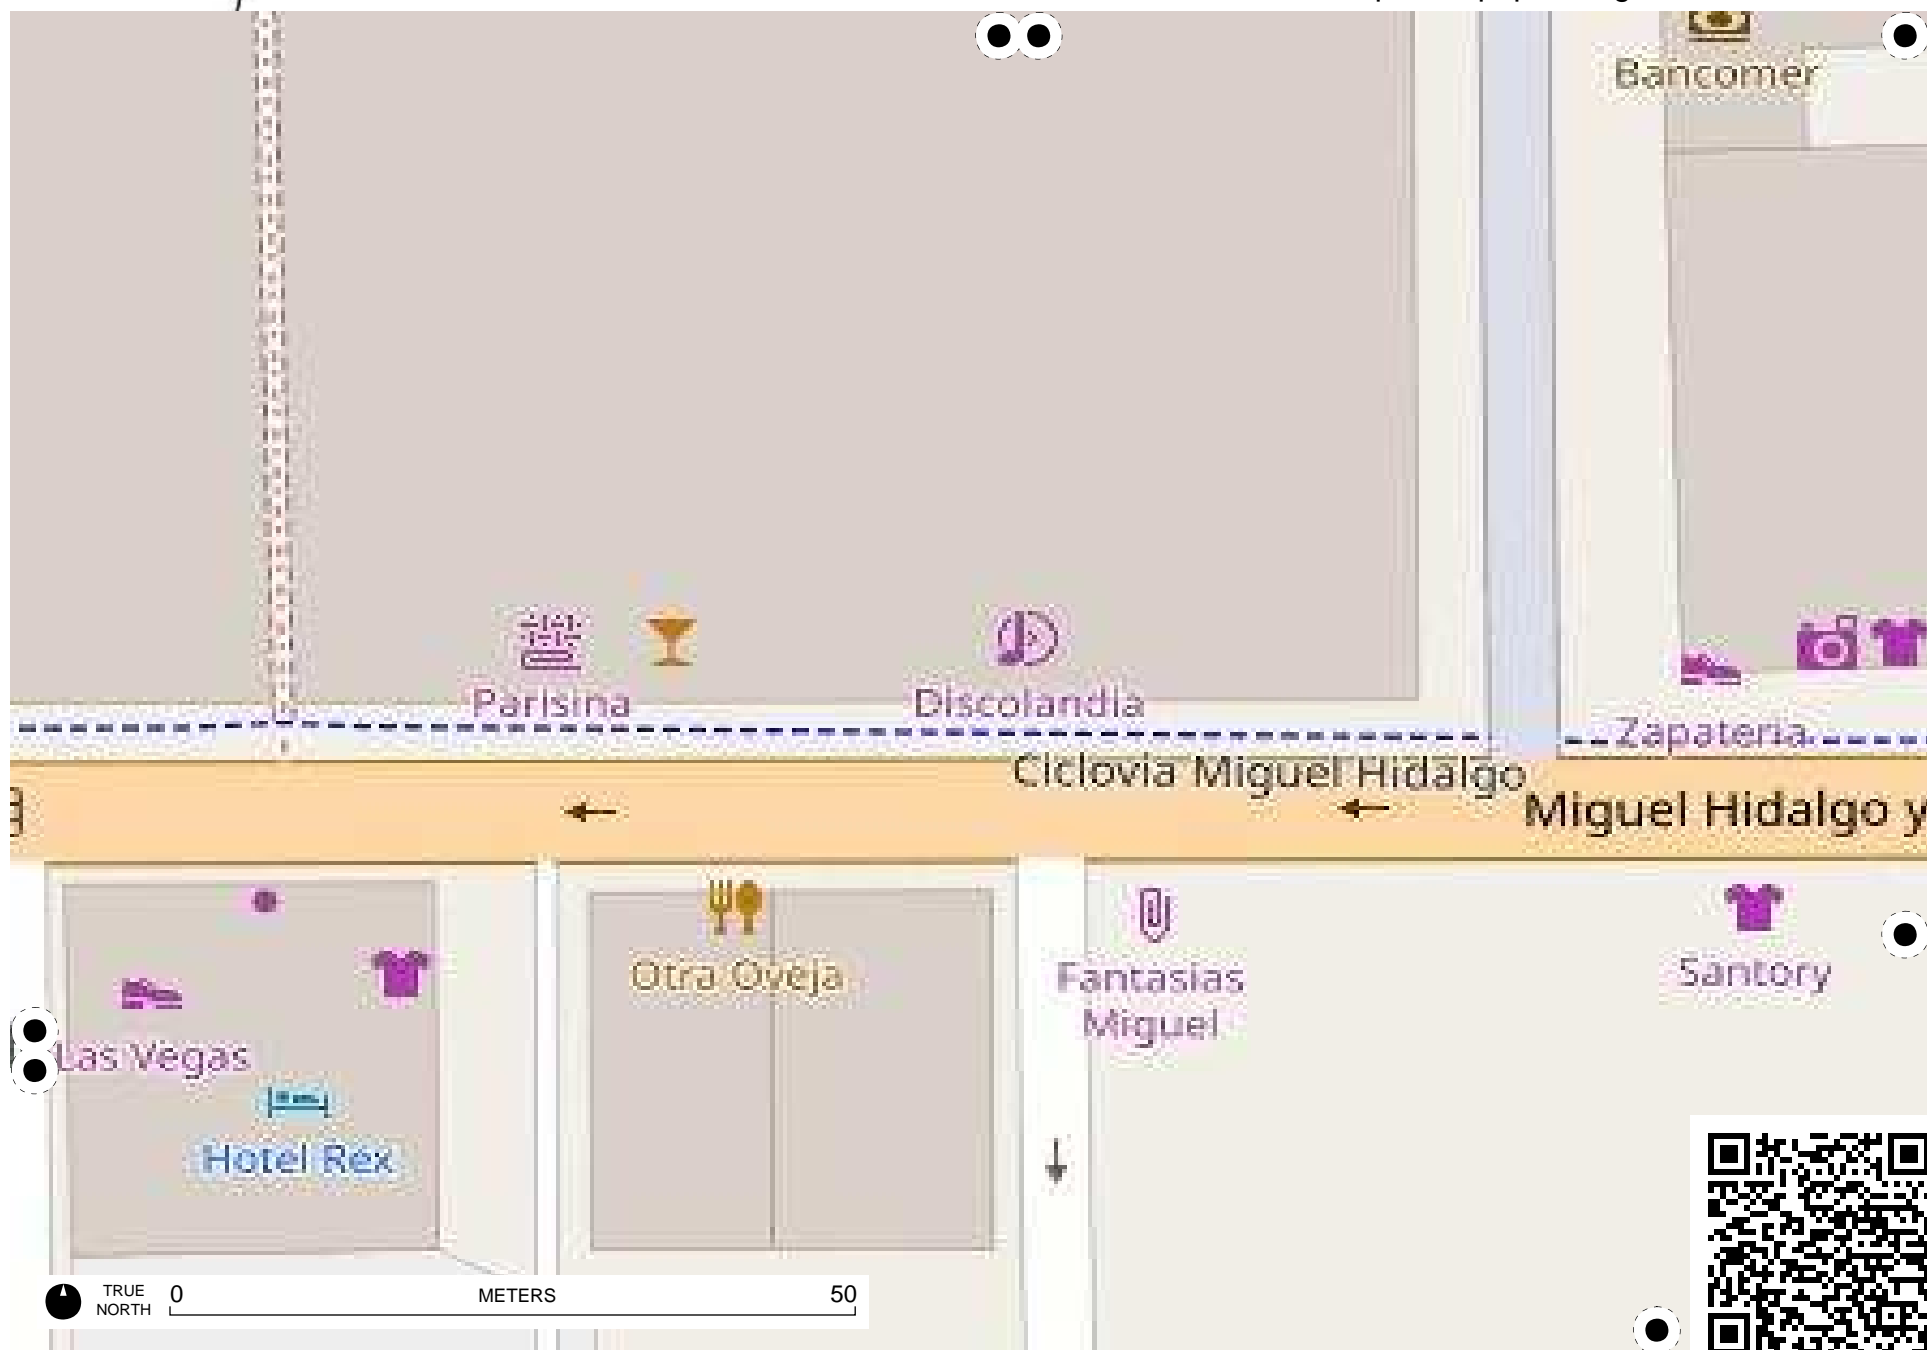 Bancomer
Parisina
Discolandia
Zapatería
Ciclovía Miguel Hidalgo
Miguel Hidalgo y
Otra Oveja
Fantasias
Miguel
Santory
Las Vegas
Hotel Rex
TRUE
NORTH
0
METERS
50